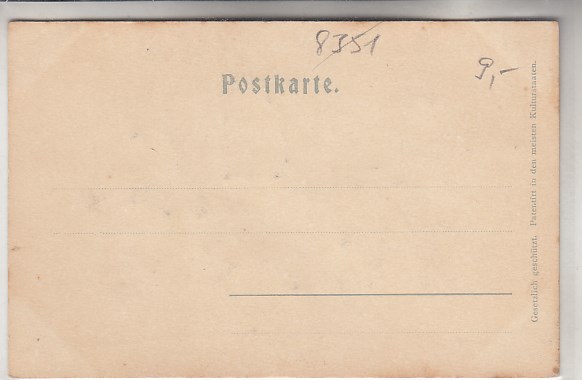 8351
9,-
Postkarte.
Gesetzlich geschützt. Patentirt in den meisten Kulturstaaten.